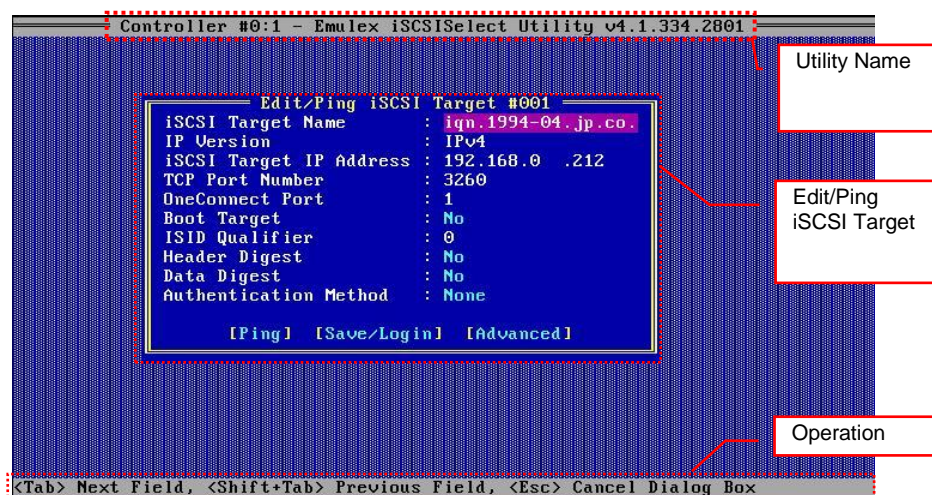 Controller #0:1 - Emulex iSCSISelect Utility v4.1.334.2801
Utility Name
Edit/Ping iSCSI Target #001
iSCSI Target Name : iqn.1994-04.jp.co.
IP Version : IPv4
iSCSI Target IP Address : 192.168.0 .212
TCP Port Number : 3260
OneConnect Port : 1
Boot Target : No
ISID Qualifier : 0
Header Digest : No
Data Digest : No
Authentication Method : None
[Ping] [Save/Login] [Advanced]
Edit/Ping
iSCSI Target
Operation
<Tab> Next Field, <Shift+Tab> Previous Field, <Esc> Cancel Dialog Box